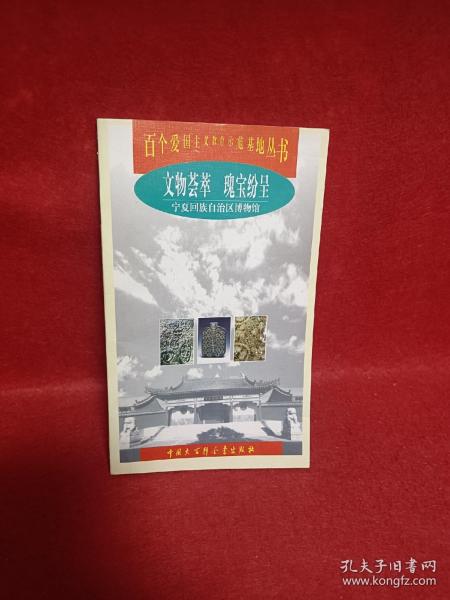 百个爱国主义教育示范基地丛书
文物荟萃 瑰宝纷呈
宁夏回族自治区博物馆
中国大百科全书出版社
孔夫子旧书网
www.kongfz.com